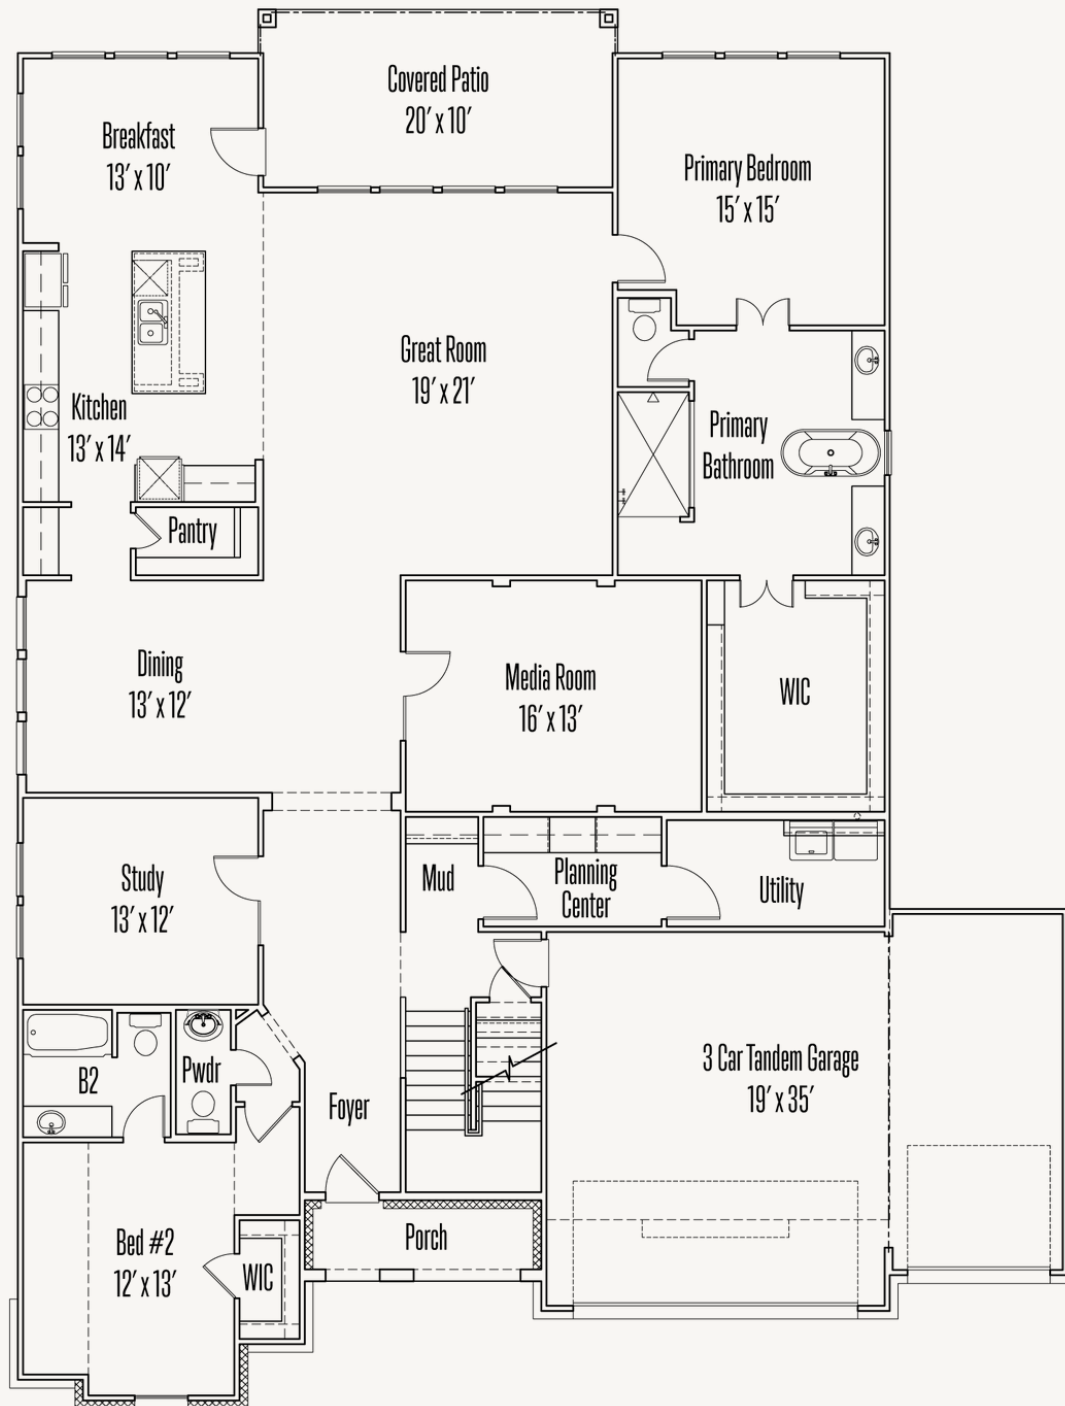 Covered Patio
20' x 10'
Breakfast
13' x 10'
Primary Bedroom
15' x 15'
Great Room
19' x 21'
Kitchen
13' x 14'
Primary
Bathroom
Pantry
Dining
13' x 12'
Media Room
16' x 13'
WIC
Study
13' x 12'
Mud
Planning
Center
Utility
B2
Pwdr
Foyer
3 Car Tandem Garage
19' x 35'
Bed #2
12' x 13'
WIC
Porch